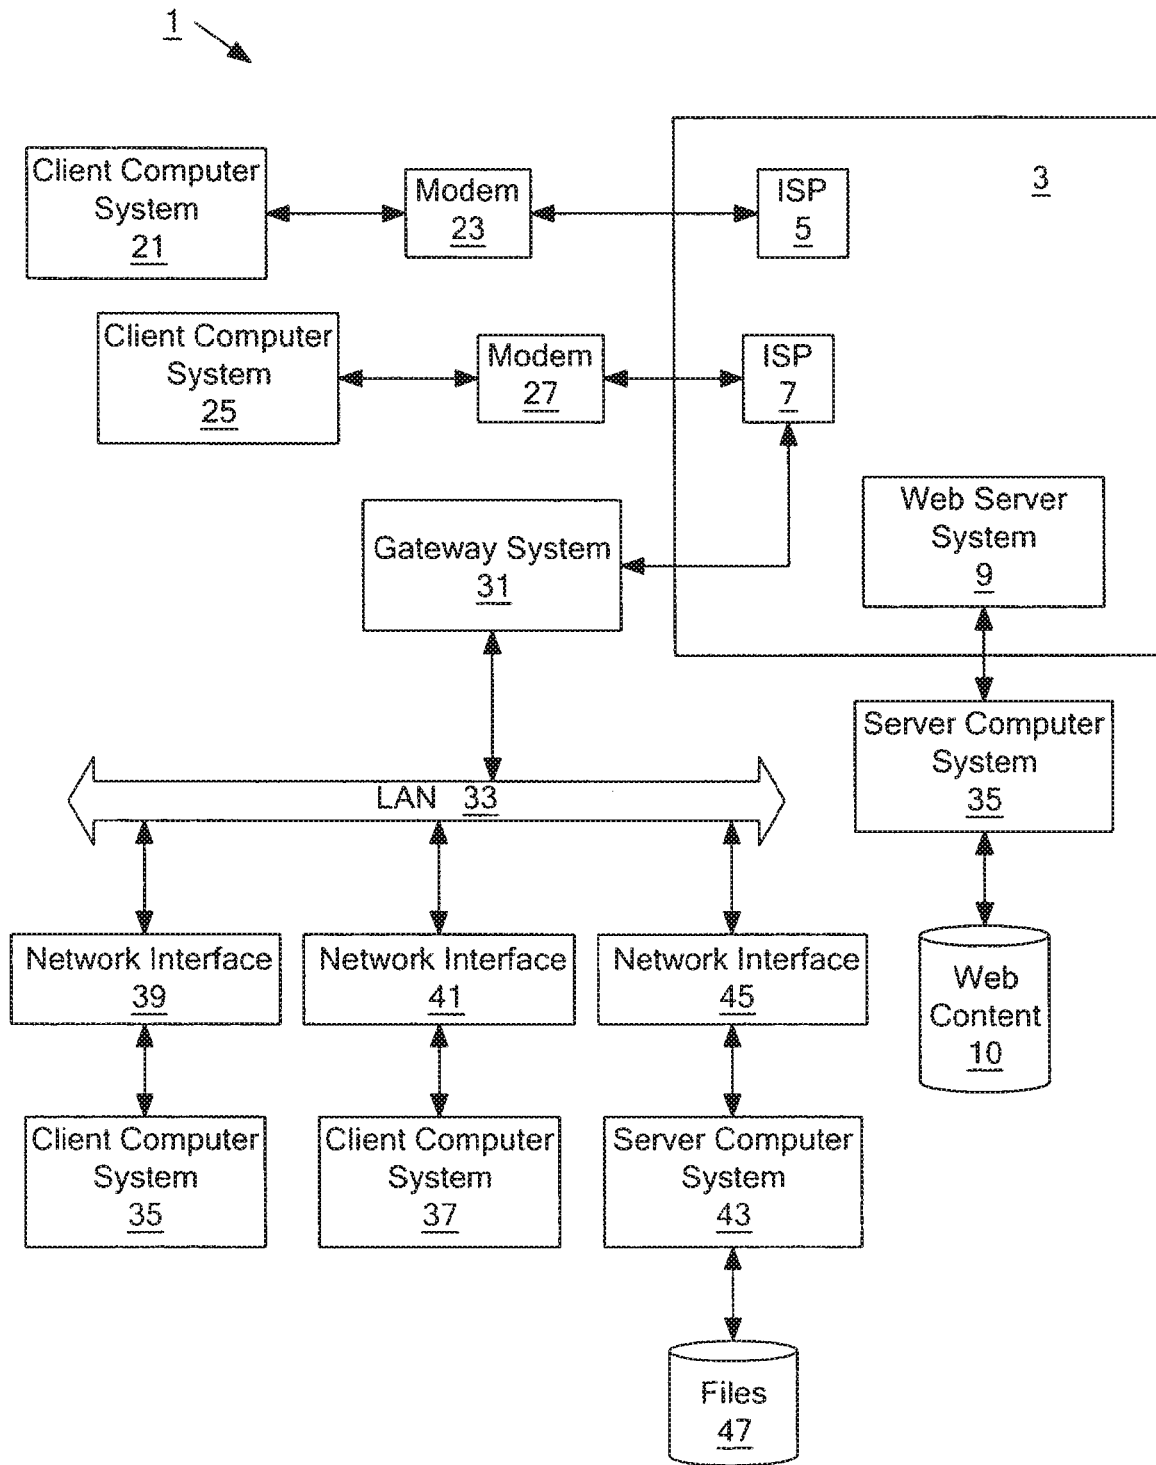 1
3
Client Computer
System
21
Modem
23
ISP
5
Client Computer
System
25
Modem
27
ISP
7
Gateway System
31
Web Server
System
9
Server Computer
System
35
LAN 33
Network Interface
39
Network Interface
41
Network Interface
45
Web
Content
10
Client Computer
System
35
Client Computer
System
37
Server Computer
System
43
Files
47